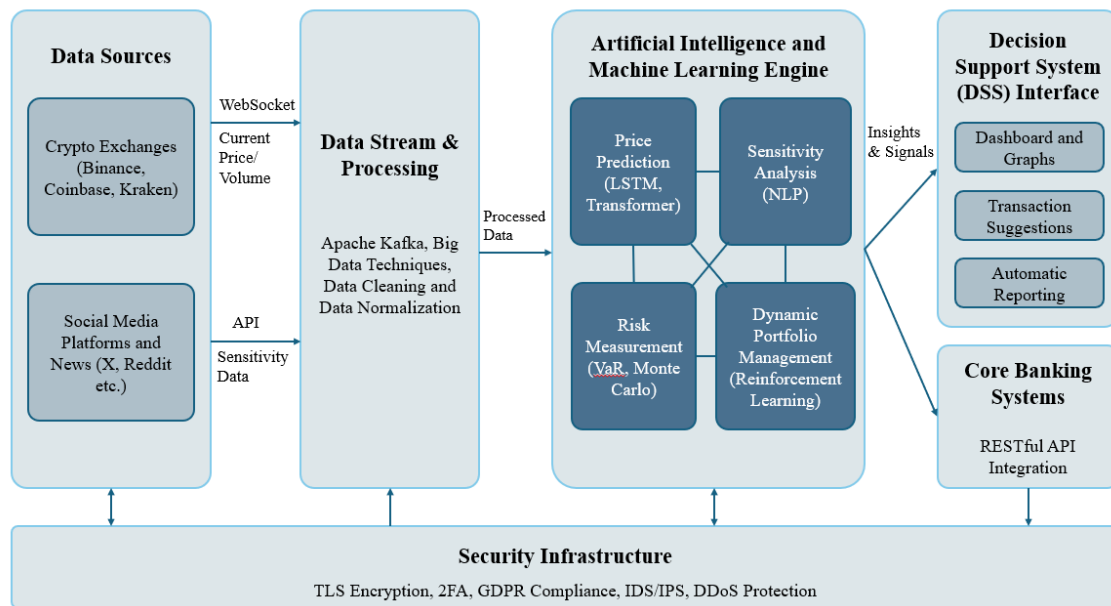 Data Sources
Crypto Exchanges
(Binance,
Coinbase, Kraken)
Social Media
Platforms and
News (X, Reddit
etc.)
WebSocket
Current
Price/
Volume
API
Sensitivity
Data
Data Stream &
Processing
Apache Kafka, Big
Data Techniques,
Data Cleaning and
Data Normalization
Processed
Data
Artificial Intelligence and
Machine Learning Engine
Price
Prediction
(LSTM,
Transformer)
Sensitivity
Analysis
(NLP)
Risk
Measurement
(VaR, Monte
Carlo)
Dynamic
Portfolio
Management
(Reinforcement
Learning)
Insights
& Signals
Decision
Support System
(DSS) Interface
Dashboard and
Graphs
Transaction
Suggestions
Automatic
Reporting
Core Banking
Systems
RESTful API
Integration
Security Infrastructure
TLS Encryption, 2FA, GDPR Compliance, IDS/IPS, DDoS Protection